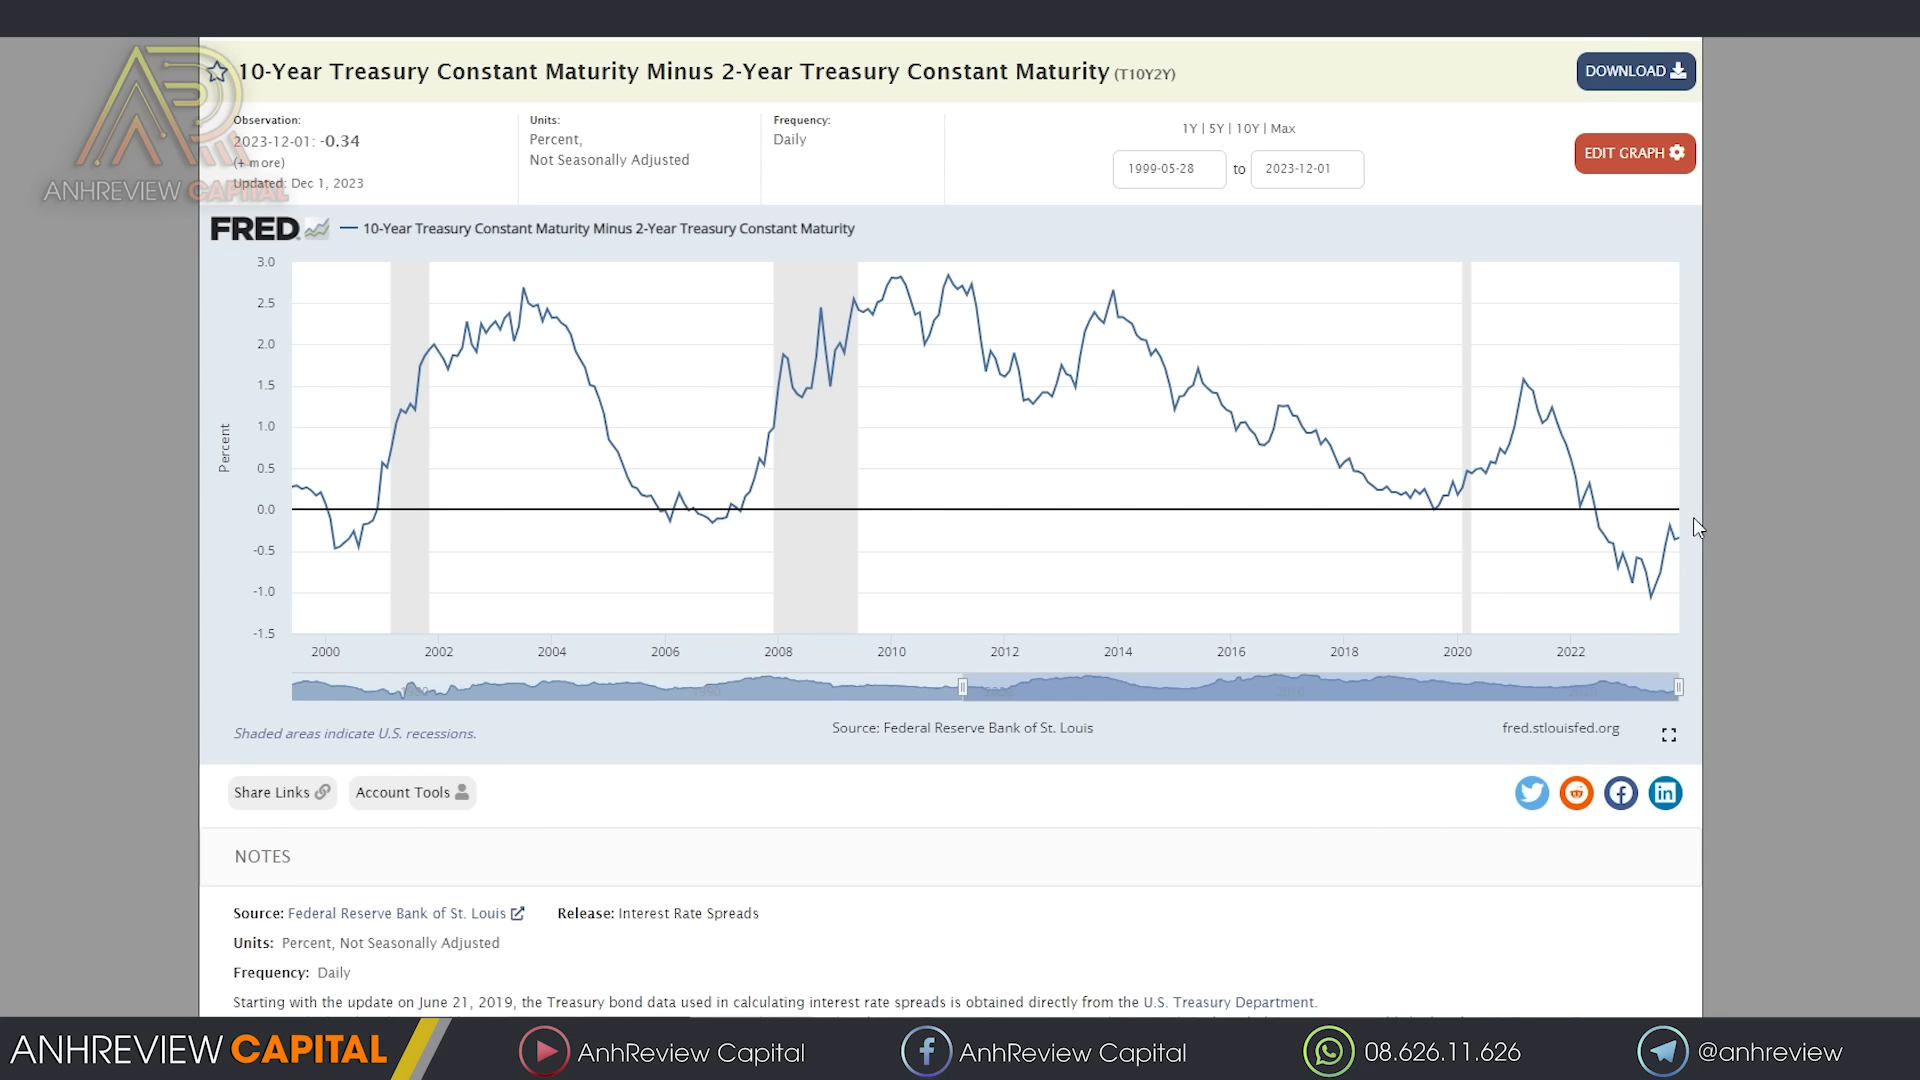 10-Year Treasury Constant Maturity Minus 2-Year Treasury Constant Maturity (T10Y2Y)
DOWNLOAD
Observation:
2023-12-01: -0.34
(+ more)
Updated: Dec 1, 2023
Units:
Percent,
Not Seasonally Adjusted
Frequency:
Daily
1Y | 5Y | 10Y | Max
1999-05-28 to 2023-12-01
EDIT GRAPH
ANHREVIEW CAPITAL
FRED
10-Year Treasury Constant Maturity Minus 2-Year Treasury Constant Maturity
Percent
3.0
2.5
2.0
1.5
1.0
0.5
0.0
-0.5
-1.0
-1.5
2000 2002 2004 2006 2008 2010 2012 2014 2016 2018 2020 2022
1980 1990 2000 2010 2020
Shaded areas indicate U.S. recessions.
Source: Federal Reserve Bank of St. Louis
fred.stlouisfed.org
Share Links
Account Tools
NOTES
Source: Federal Reserve Bank of St. Louis
Release: Interest Rate Spreads
Units: Percent, Not Seasonally Adjusted
Frequency: Daily
Starting with the update on June 21, 2019, the Treasury bond data used in calculating interest rate spreads is obtained directly from the U.S. Treasury Department.
ANHREVIEW CAPITAL
AnhReview Capital
AnhReview Capital
08.626.11.626
@anhreview